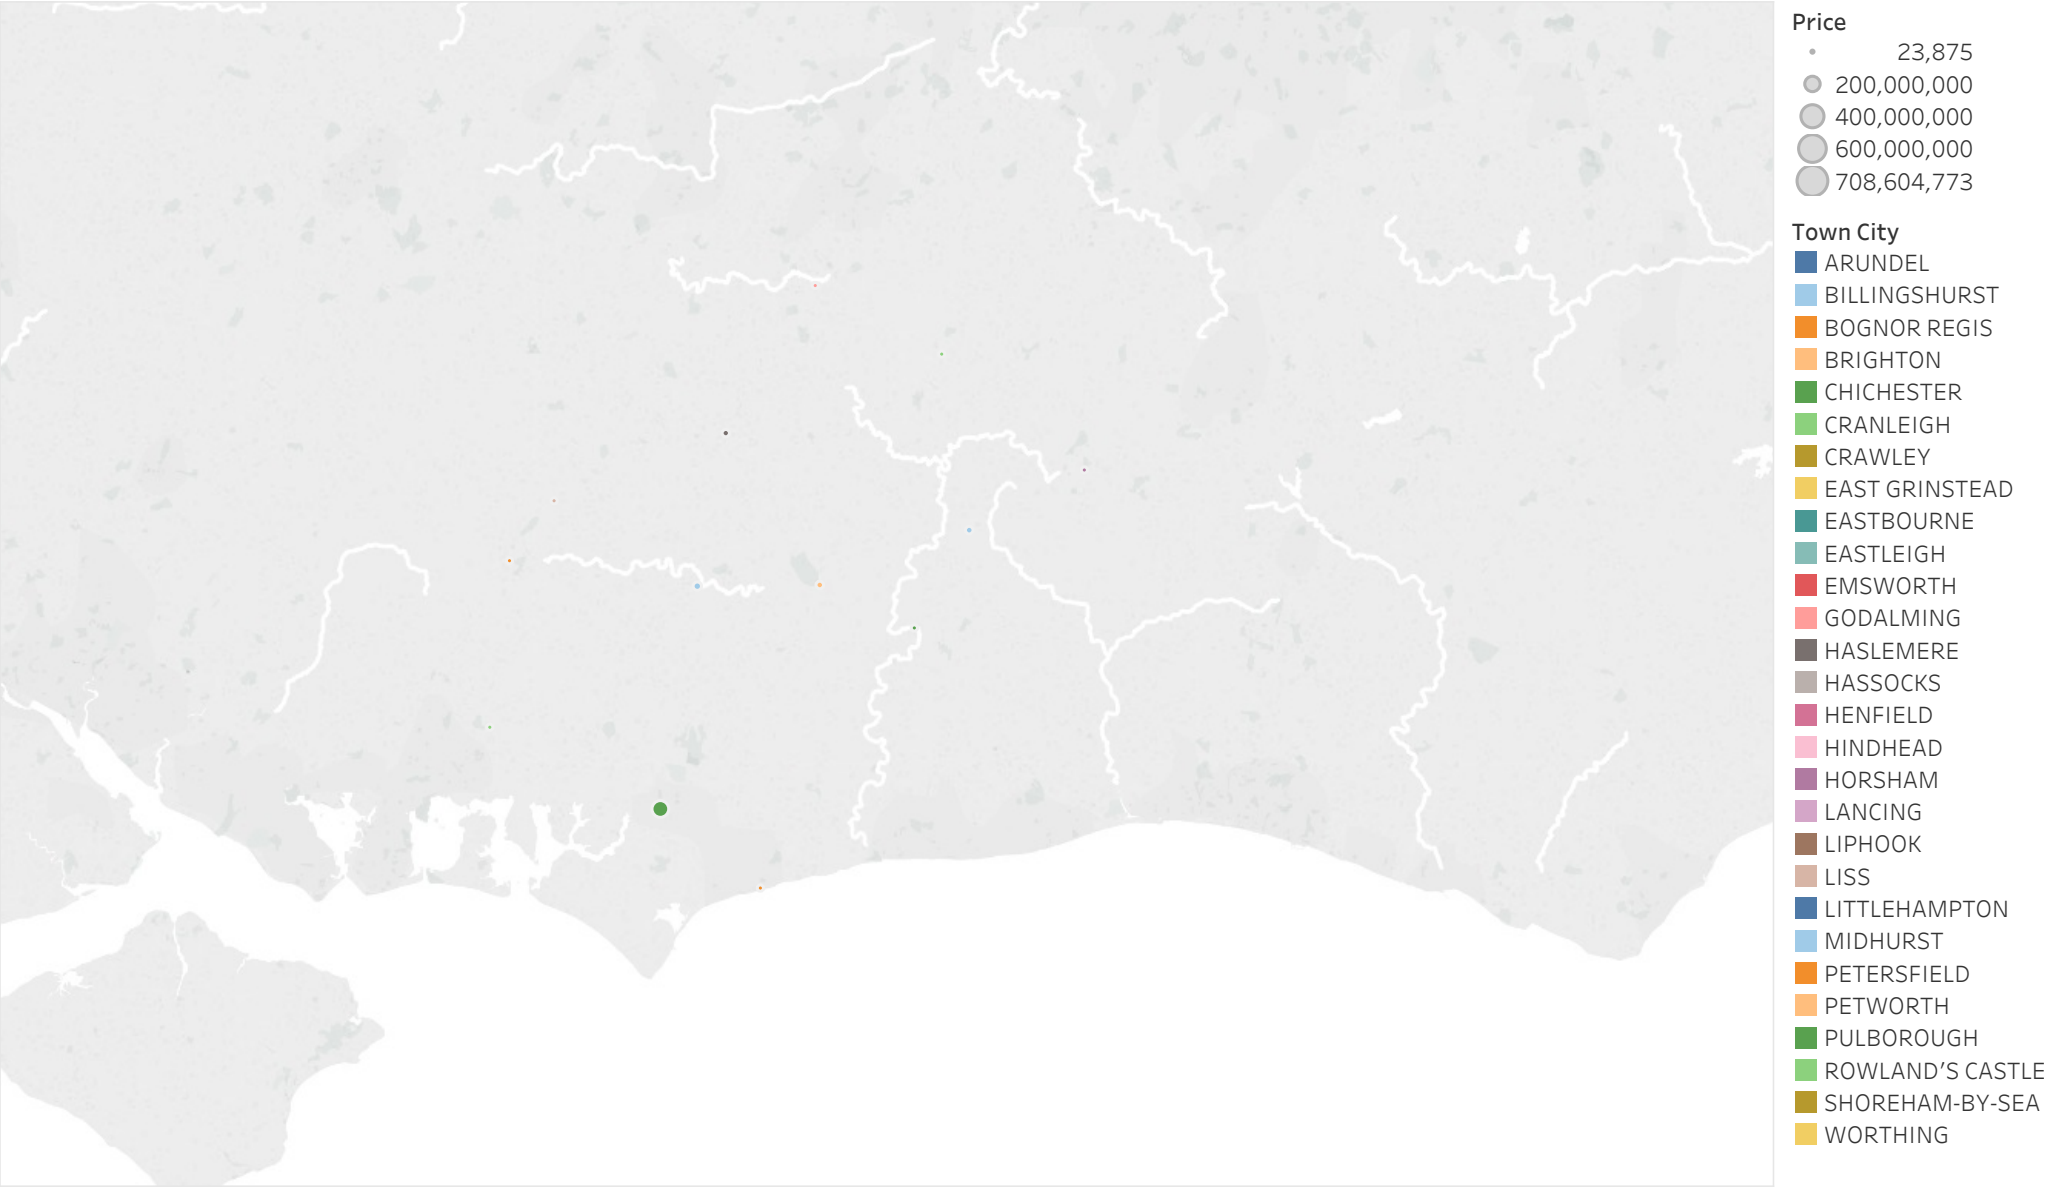 Price
23,875
200,000,000
400,000,000
600,000,000
708,604,773
Town City
ARUNDEL
BILLINGSHURST
BOGNOR REGIS
BRIGHTON
CHICHESTER
CRANLEIGH
CRAWLEY
EAST GRINSTEAD
EASTBOURNE
EASTLEIGH
EMSWORTH
GODALMING
HASLEMERE
HASSOCKS
HENFIELD
HINDHEAD
HORSHAM
LANCING
LIPHOOK
LISS
LITTLEHAMPTON
MIDHURST
PETERSFIELD
PETWORTH
PULBOROUGH
ROWLAND'S CASTLE
SHOREHAM-BY-SEA
WORTHING